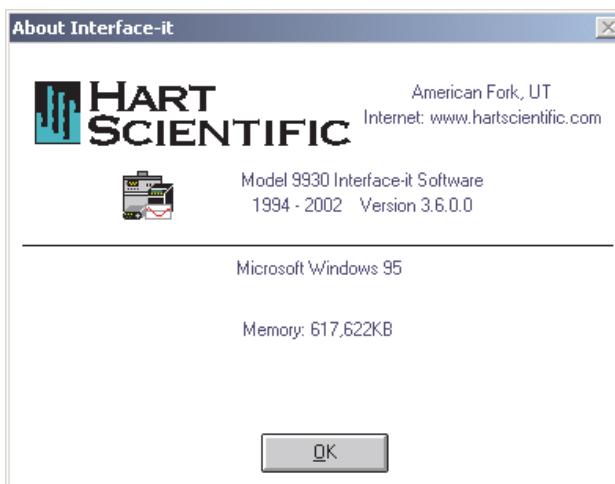 About Interface-it
HART
SCIENTIFIC
American Fork, UT
Internet: www.hartscientific.com
Model 9930 Interface-it Software
1994 - 2002 Version 3.6.0.0
Microsoft Windows 95
Memory: 617,622KB
OK